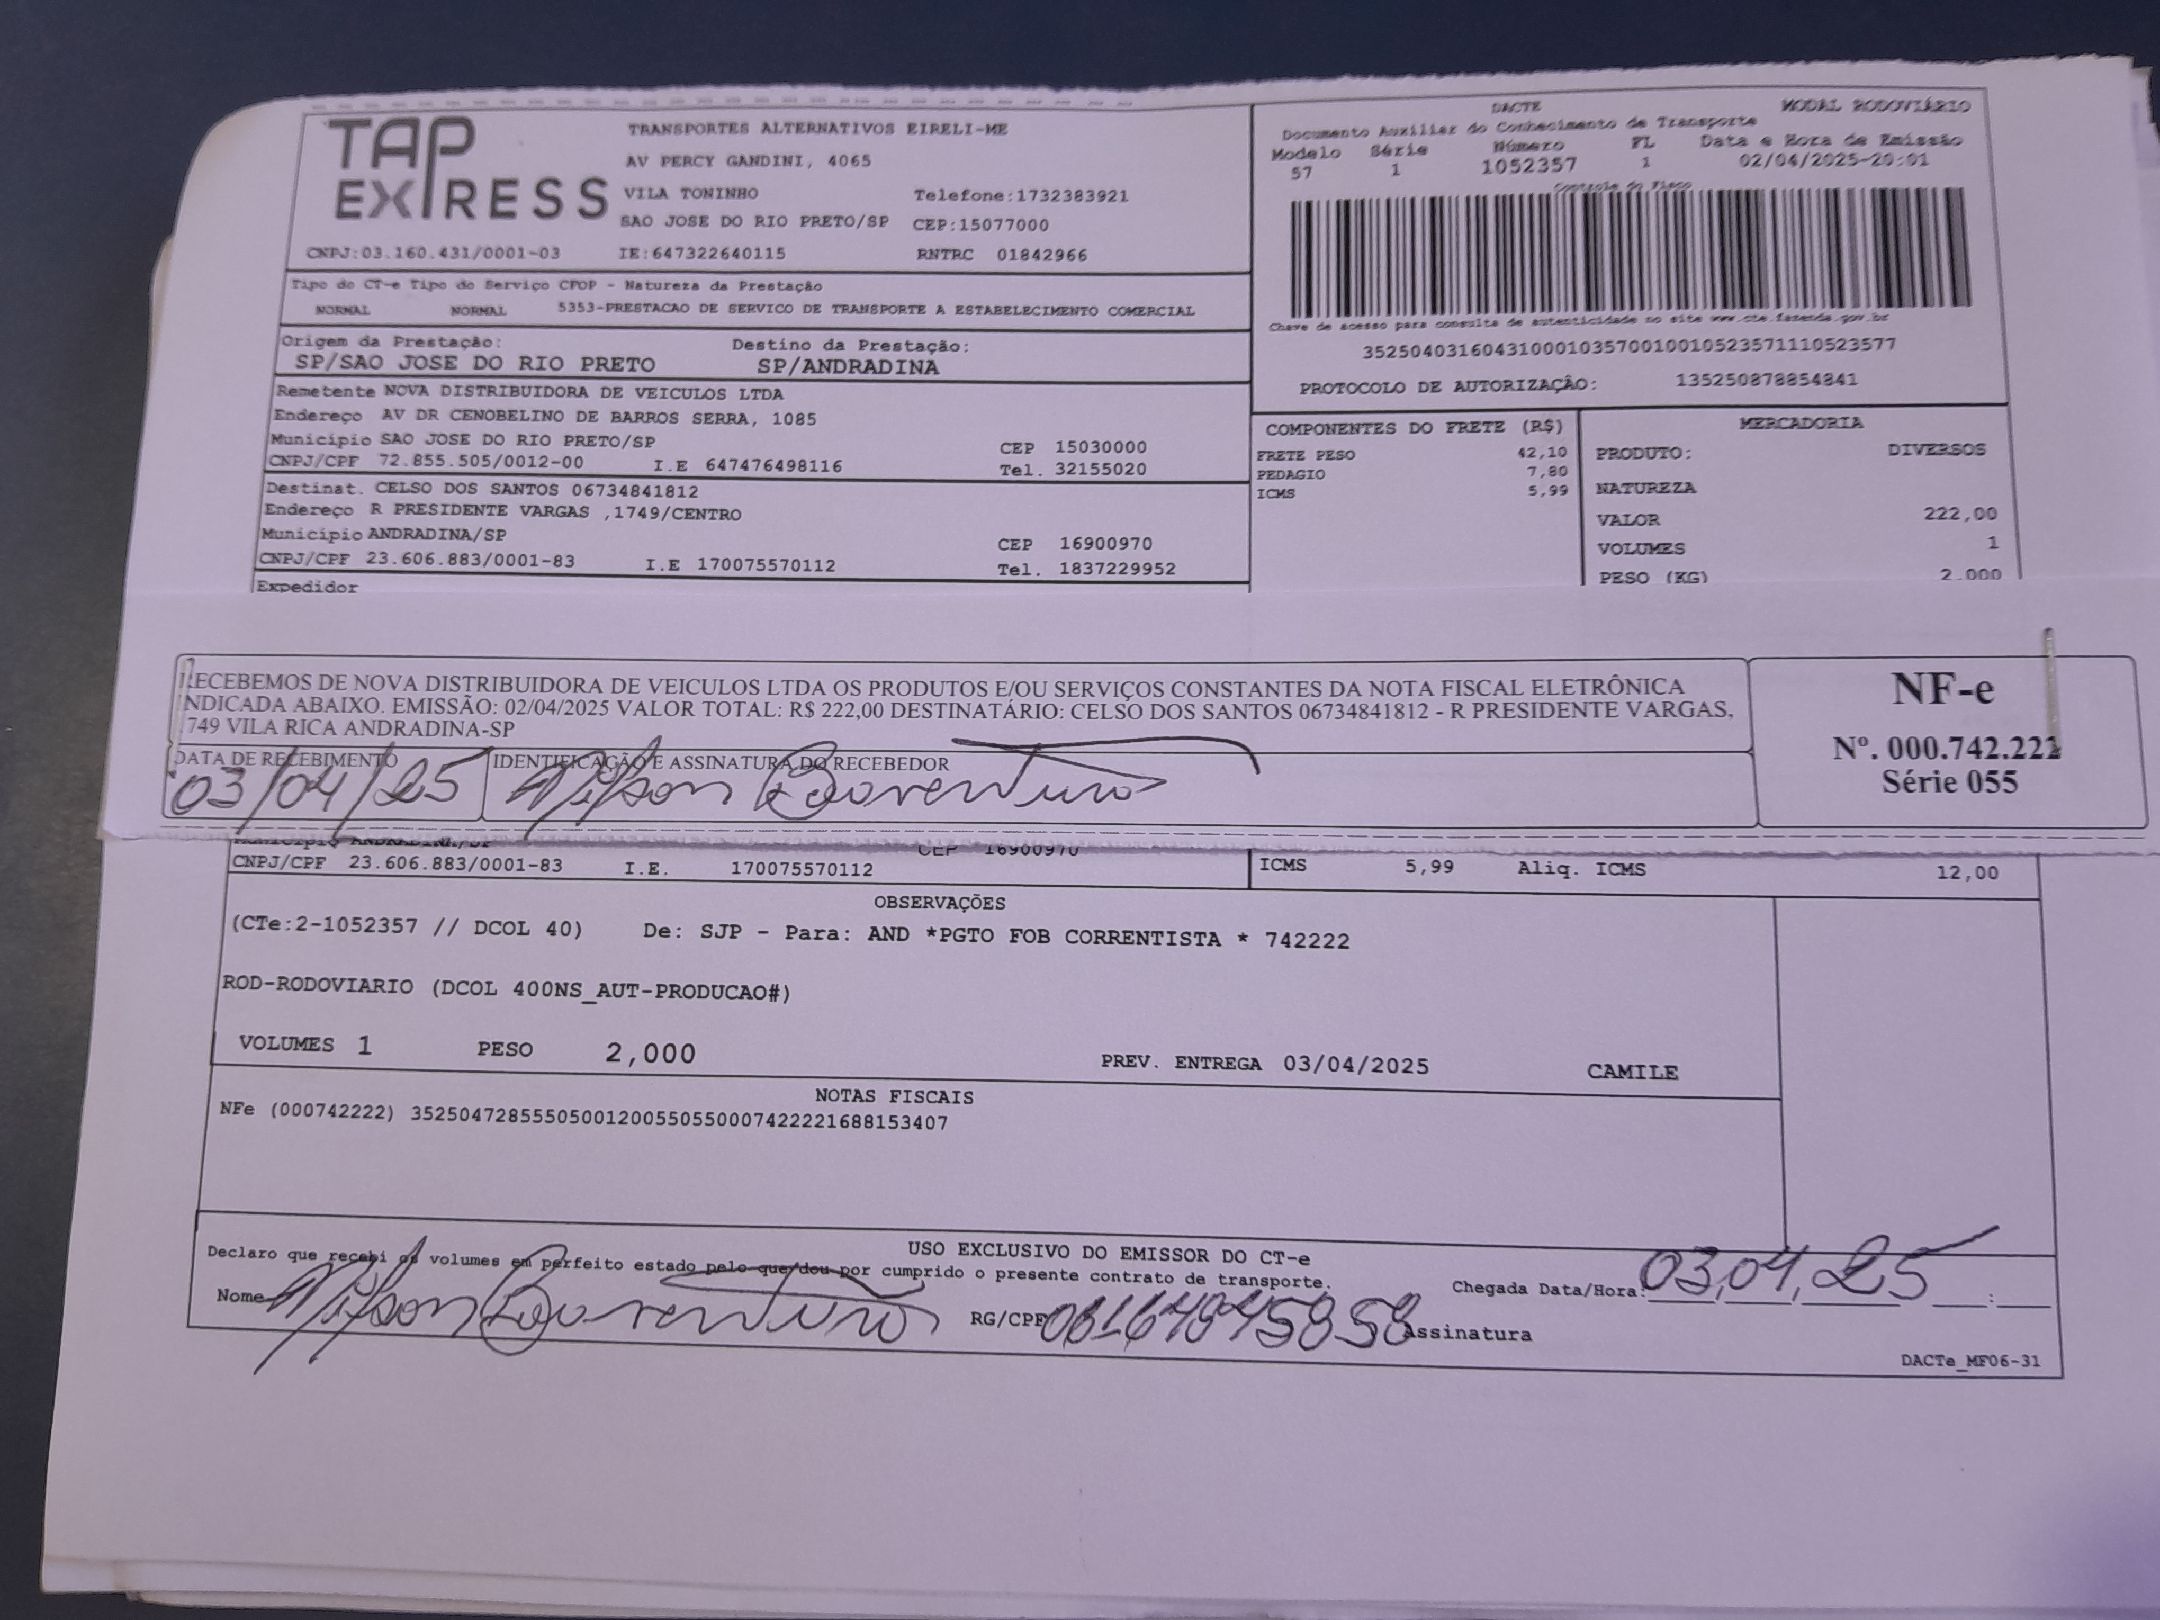 TAP EXPRESS
TRANSPORTES ALTERNATIVOS EIRELI-ME
AV PERCY GANDINI, 4065
VILA TONINHO Telefone:1732383921
SAO JOSE DO RIO PRETO/SP CEP:15077000
CNPJ:03.160.431/0001-03 IE:647322640115 RNTRC 01842966
DACTE MODAL RODOVIÁRIO
Documento Auxiliar do Conhecimento de Transporte
Modelo Série Número FL Data e Hora de Emissão
57 1 1052357 1 02/04/2025-20:01
Controle do Fisco
Chave de acesso para consulta de autenticidade no site www.cte.fazenda.gov.br
35250403160431000103570010010523571110523577
PROTOCOLO DE AUTORIZAÇÃO: 135250878854841
Tipo do CT-e Tipo do Serviço CFOP - Natureza da Prestação
NORMAL NORMAL 5353-PRESTACAO DE SERVICO DE TRANSPORTE A ESTABELECIMENTO COMERCIAL
Origem da Prestação: Destino da Prestação:
SP/SAO JOSE DO RIO PRETO SP/ANDRADINA
Remetente NOVA DISTRIBUIDORA DE VEICULOS LTDA
Endereço AV DR CENOBELINO DE BARROS SERRA, 1085
Município SAO JOSE DO RIO PRETO/SP CEP 15030000
CNPJ/CPF 72.855.505/0012-00 I.E 647476498116 Tel. 32155020
Destinat. CELSO DOS SANTOS 06734841812
Endereço R PRESIDENTE VARGAS ,1749/CENTRO
Município ANDRADINA/SP CEP 16900970
CNPJ/CPF 23.606.883/0001-83 I.E 170075570112 Tel. 1837229952
Expedidor
COMPONENTES DO FRETE (R$)
FRETE PESO 42,10
PEDAGIO 7,80
ICMS 5,99
MERCADORIA
PRODUTO: DIVERSOS
NATUREZA
VALOR 222,00
VOLUMES 1
PESO (KG) 2.000
RECEBEMOS DE NOVA DISTRIBUIDORA DE VEICULOS LTDA OS PRODUTOS E/OU SERVIÇOS CONSTANTES DA NOTA FISCAL ELETRÔNICA
INDICADA ABAIXO. EMISSÃO: 02/04/2025 VALOR TOTAL: R$ 222,00 DESTINATÁRIO: CELSO DOS SANTOS 06734841812 - R PRESIDENTE VARGAS,
1749 VILA RICA ANDRADINA-SP
DATA DE RECEBIMENTO IDENTIFICAÇÃO E ASSINATURA DO RECEBEDOR
03/04/25 Nilson Boaventura
NF-e
Nº. 000.742.222
Série 055
Município ANDRADINA/SP CEP 16900970
CNPJ/CPF 23.606.883/0001-83 I.E. 170075570112
ICMS 5,99 Aliq. ICMS 12,00
OBSERVAÇÕES
(CTe:2-1052357 // DCOL 40) De: SJP - Para: AND *PGTO FOB CORRENTISTA * 742222
ROD-RODOVIARIO (DCOL 400NS_AUT-PRODUCAO#)
VOLUMES 1 PESO 2,000 PREV. ENTREGA 03/04/2025 CAMILE
NOTAS FISCAIS
NFe (000742222) 35250472855505001200550550007422221688153407
USO EXCLUSIVO DO EMISSOR DO CT-e
Declaro que recebi os volumes em perfeito estado pelo que dou por cumprido o presente contrato de transporte.
Nome Nilson Boaventura RG/CPF Assinatura
Chegada Data/Hora: 03,04,25 :
DACTe_MF06-31